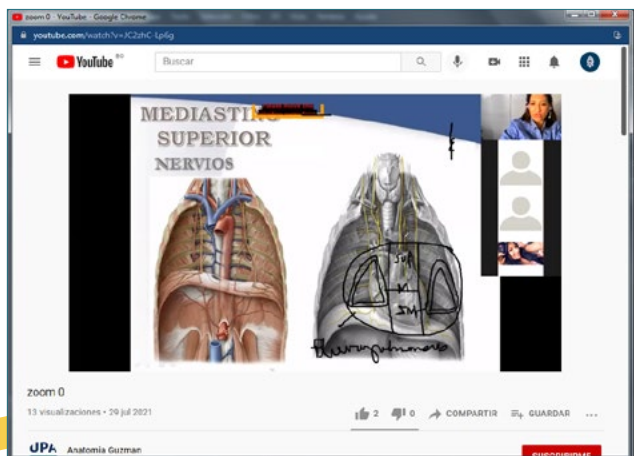 zoom 0 - YouTube - Google Chrome
youtube.com/watch?v=JC2zhC-Lp6g
YouTube
Buscar
MEDIASTINO
SUPERIOR
NERVIOS
SUP
M
zoom 0
13 visualizaciones • 29 jul 2021
2
0
COMPARTIR
GUARDAR
UPA
Anatomia Guzman
SUSCRIBIRME